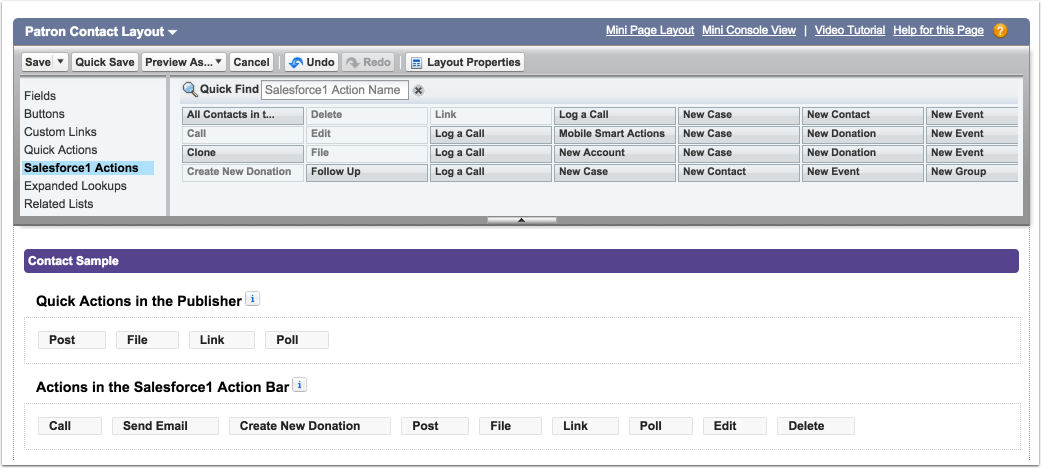 Patron Contact Layout Mini Page Layout Mini Console View | Video Tutorial Help for this Page ?
Save Quick Save Preview As... Cancel Undo Redo Layout Properties
Fields
Buttons
Custom Links
Quick Actions
Salesforce1 Actions
Expanded Lookups
Related Lists
Quick Find Salesforce1 Action Name
All Contacts in t... Delete Link Log a Call New Case New Contact New Event
Call Edit Log a Call Mobile Smart Actions New Case New Donation New Event
Clone File Log a Call New Account New Case New Donation New Event
Create New Donation Follow Up Log a Call New Case New Contact New Event New Group
Contact Sample
Quick Actions in the Publisher i
Post File Link Poll
Actions in the Salesforce1 Action Bar i
Call Send Email Create New Donation Post File Link Poll Edit Delete